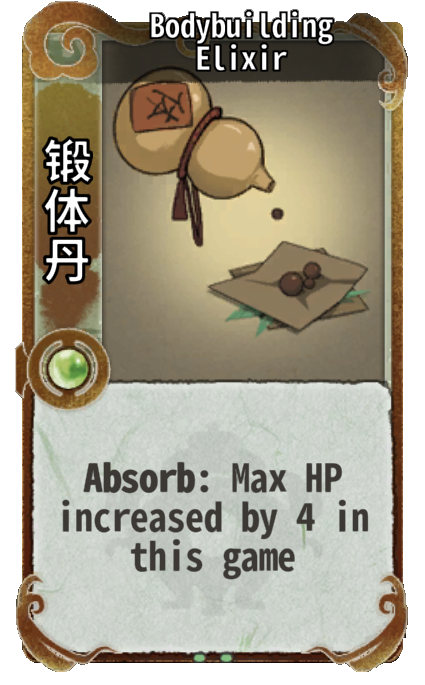 Bodybuilding
Elixir
锻体丹
Absorb: Max HP
increased by 4 in
this game